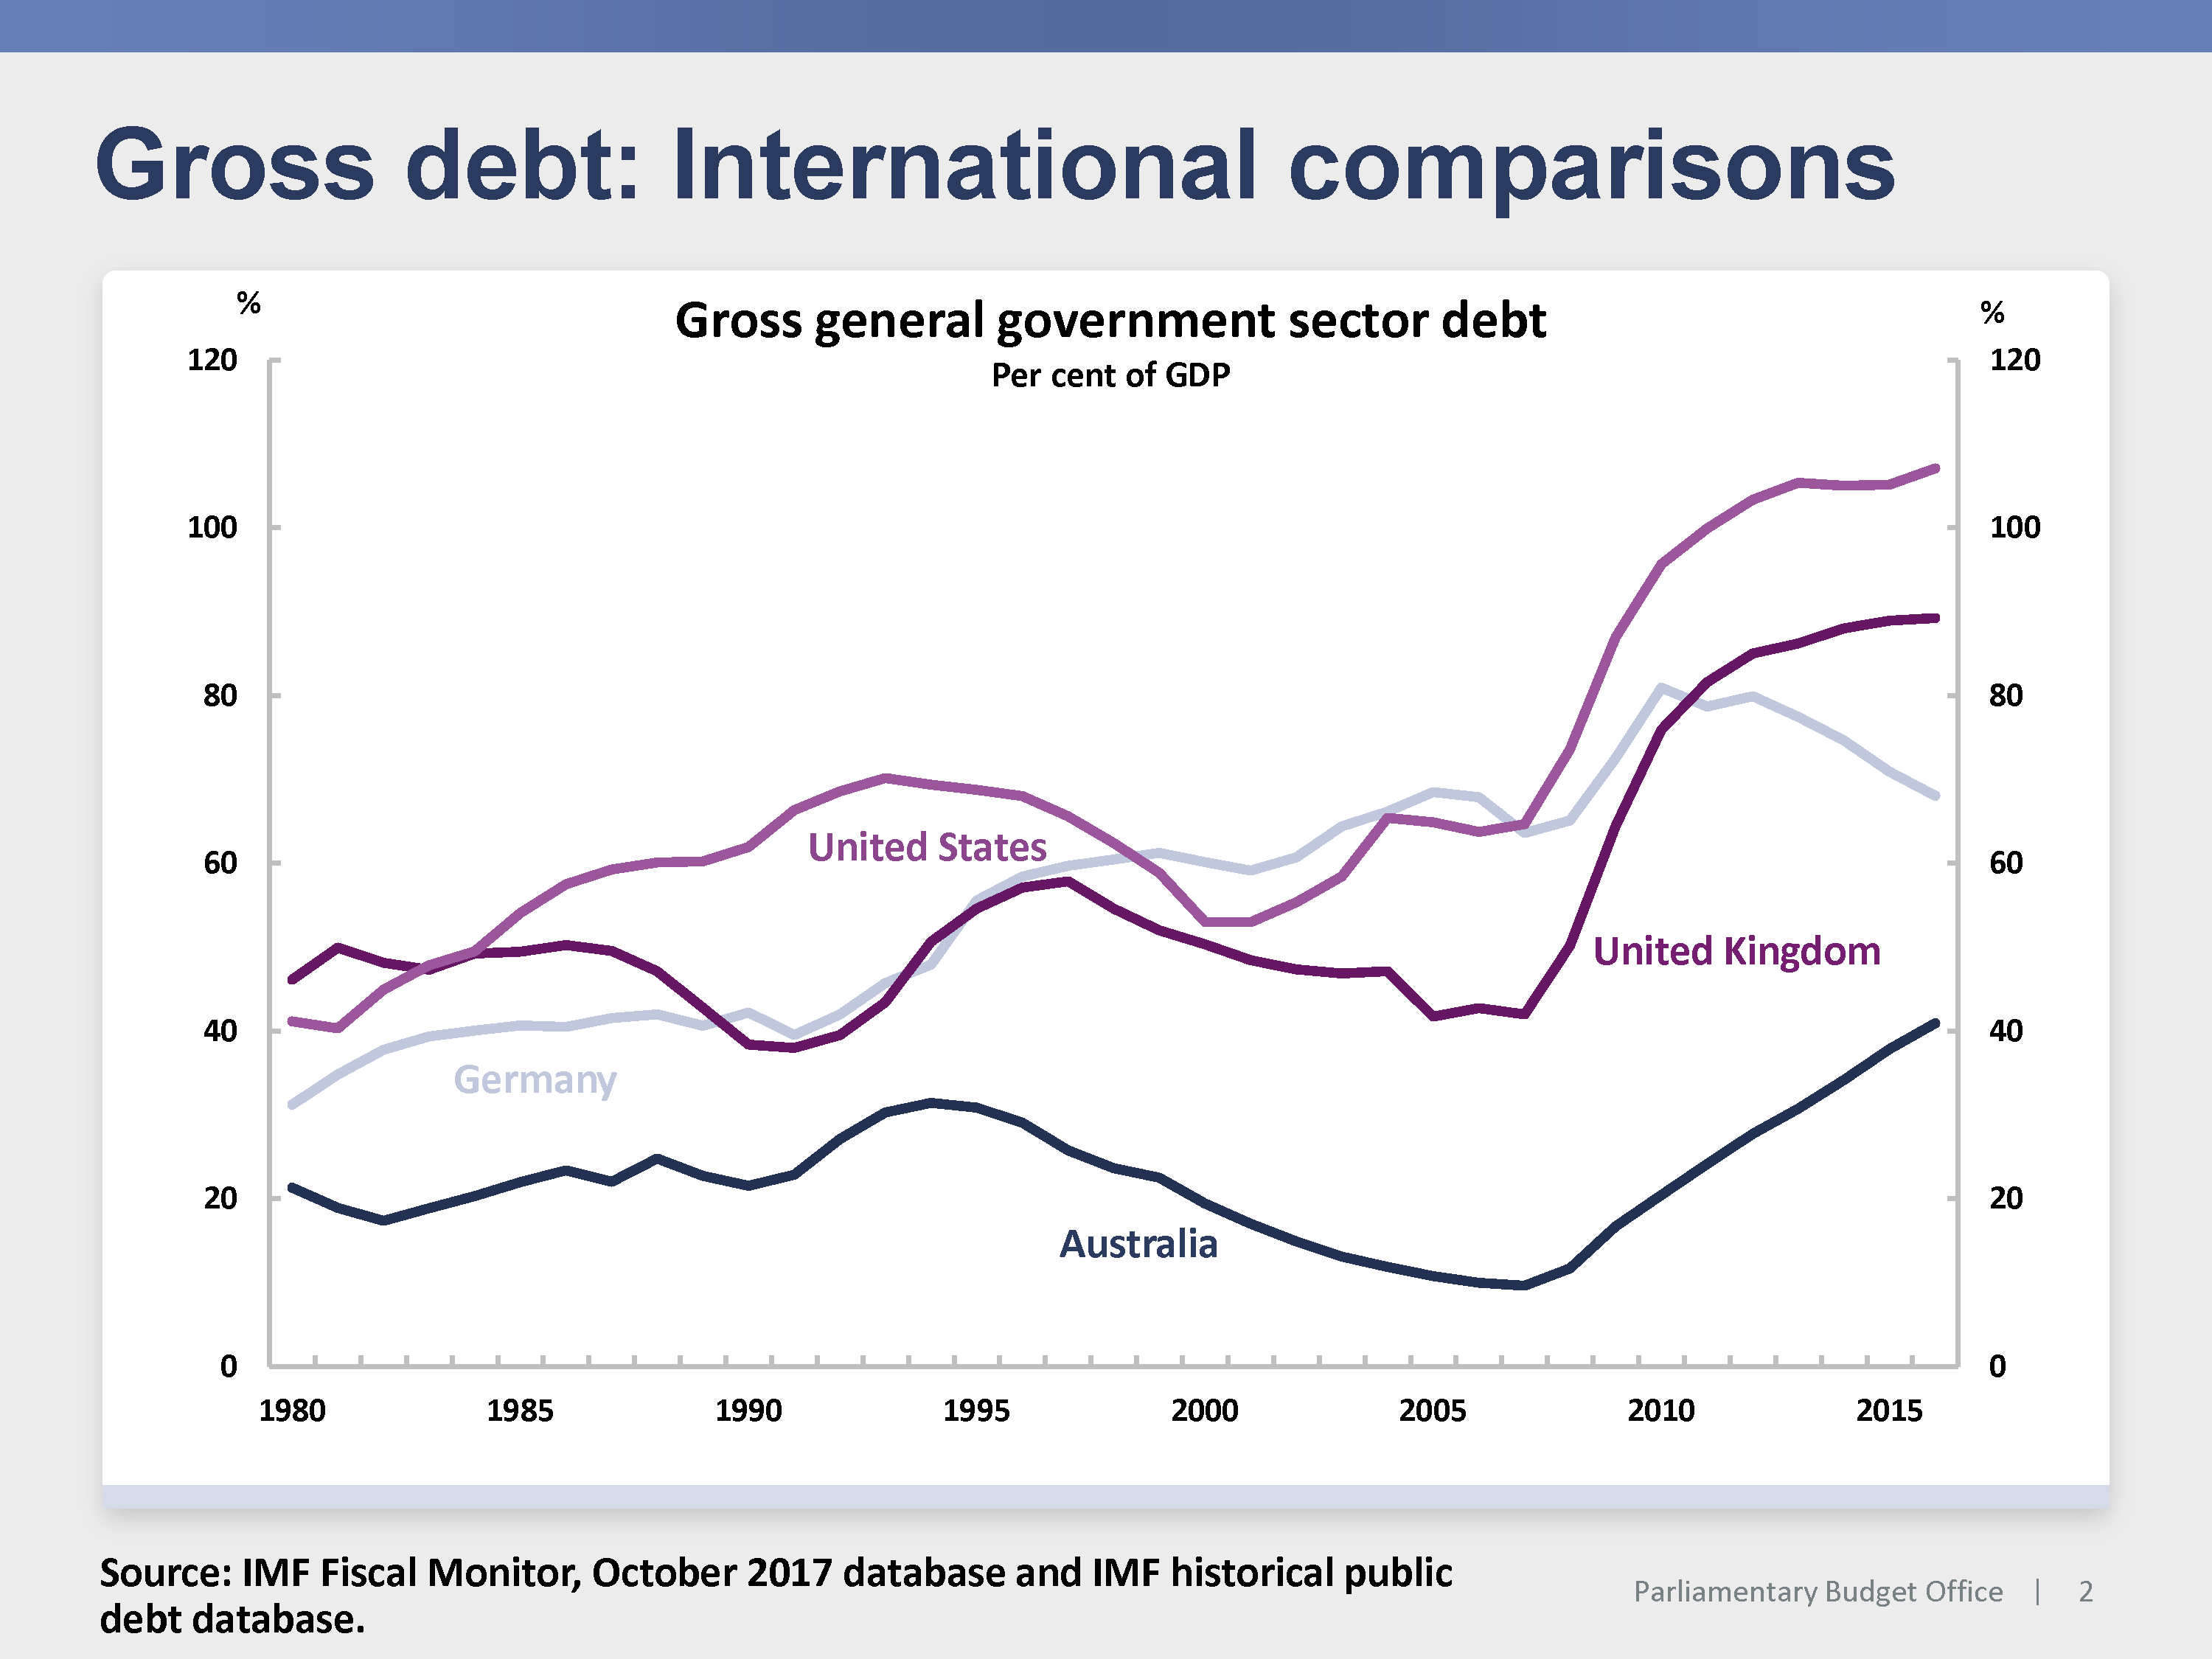 Gross debt: International comparisons
%
%
Gross general government sector debt
Per cent of GDP
120
120
100
100
80
80
United States
60
60
United Kingdom
40
40
Germany
20
20
Australia
0
0
1980 1985 1990 1995 2000 2005 2010 2015
Source: IMF Fiscal Monitor, October 2017 database and IMF historical public
debt database.
Parliamentary Budget Office | 2